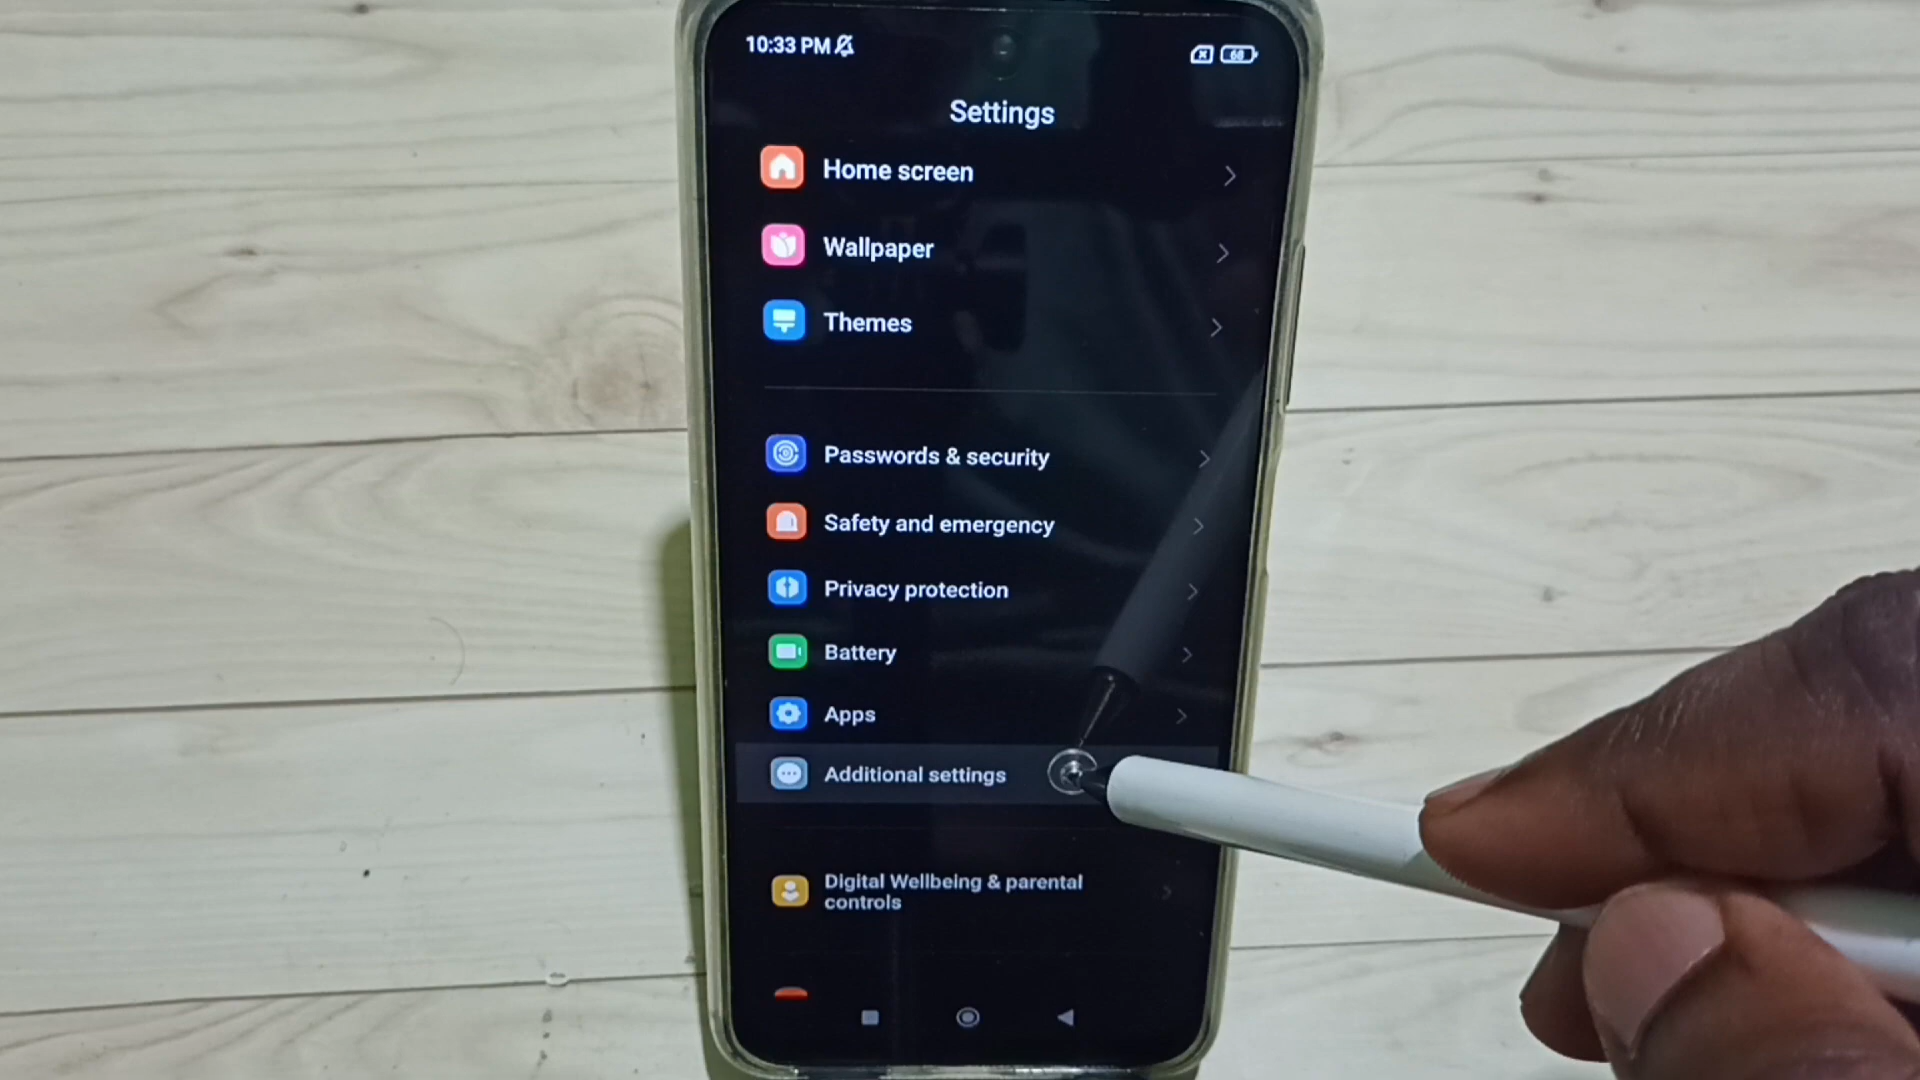 10:33 PM
68
Settings
Home screen
Wallpaper
Themes
Passwords & security
Safety and emergency
Privacy protection
Battery
Apps
Additional settings
Digital Wellbeing & parental
controls